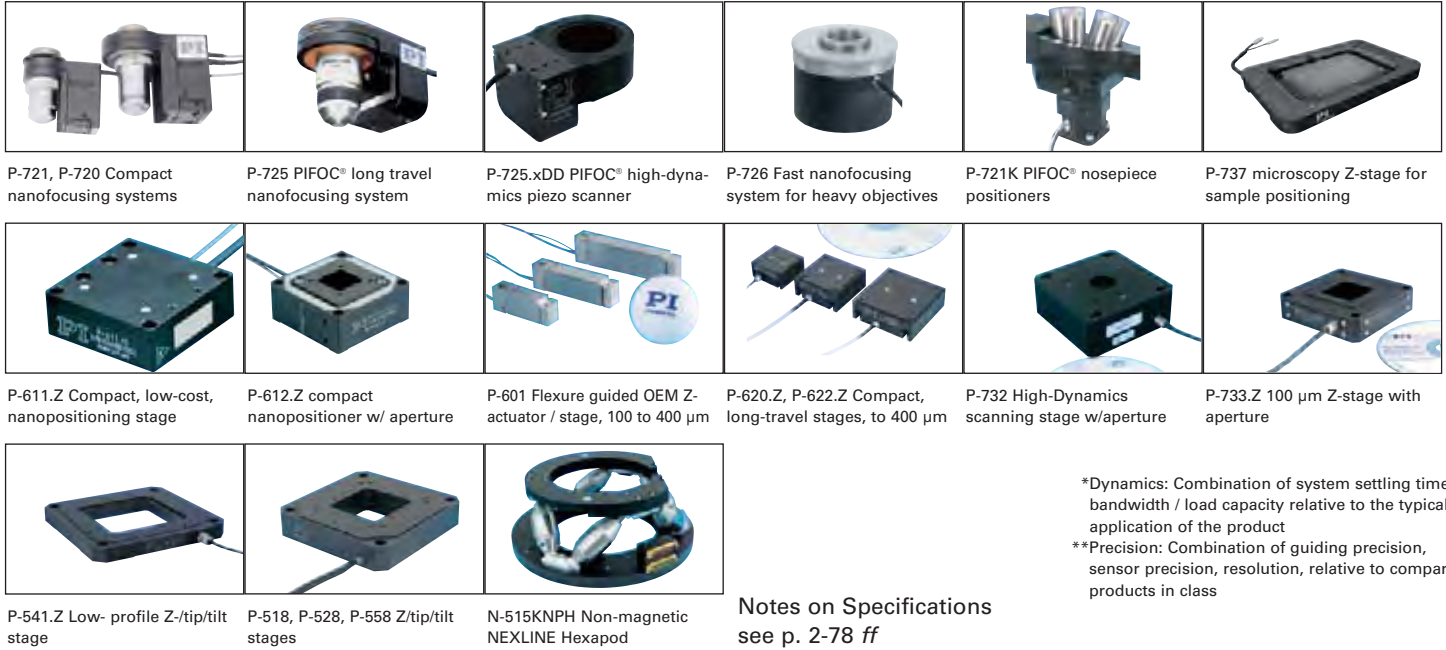 P-721, P-720 Compact
nanofocusing systems
P-725 PIFOC® long travel
nanofocusing system
P-725.xDD PIFOC® high-dyna-
mics piezo scanner
P-726 Fast nanofocusing
system for heavy objectives
P-721K PIFOC® nosepiece
positioners
P-737 microscopy Z-stage for
sample positioning
PI
PI
PI
P-611.Z Compact, low-cost,
nanopositioning stage
P-612.Z compact
nanopositioner w/ aperture
P-601 Flexure guided OEM Z-
actuator / stage, 100 to 400 µm
P-620.Z, P-622.Z Compact,
long-travel stages, to 400 µm
P-732 High-Dynamics
scanning stage w/aperture
P-733.Z 100 µm Z-stage with
aperture
PI
PI
PI
P-541.Z Low- profile Z-/tip/tilt
stage
P-518, P-528, P-558 Z/tip/tilt
stages
N-515KNPH Non-magnetic
NEXLINE Hexapod
Notes on Specifications
see p. 2-78 ff
*Dynamics: Combination of system settling time
bandwidth / load capacity relative to the typical
application of the product
**Precision: Combination of guiding precision,
sensor precision, resolution, relative to compar
products in class